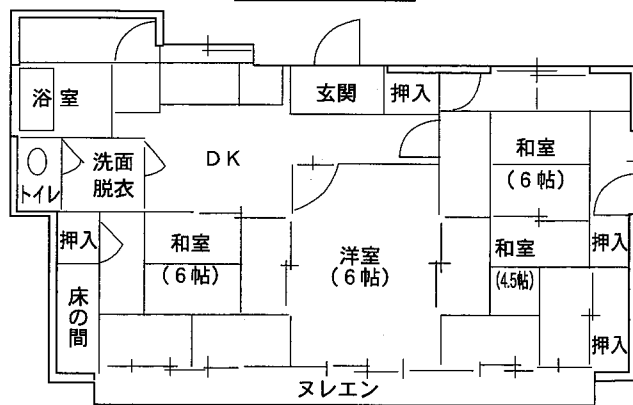 浴室
玄関
押入
トイレ
洗面
脱衣
DK
和室
(6帖)
押入
和室
(6帖)
洋室
(6帖)
和室
(4.5帖)
押入
床の間
押入
ヌレエン